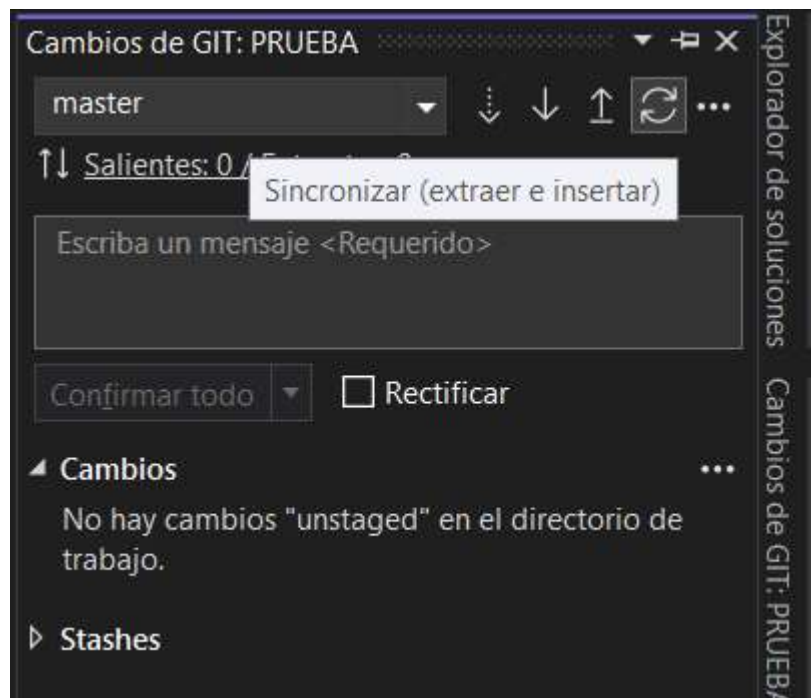 Cambios de GIT: PRUEBA
master
Salientes: 0 /
Sincronizar (extraer e insertar)
Escriba un mensaje <Requerido>
Confirmar todo
Rectificar
Cambios
No hay cambios "unstaged" en el directorio de
trabajo.
Stashes
Explorador de soluciones
Cambios de GIT: PRUEBA